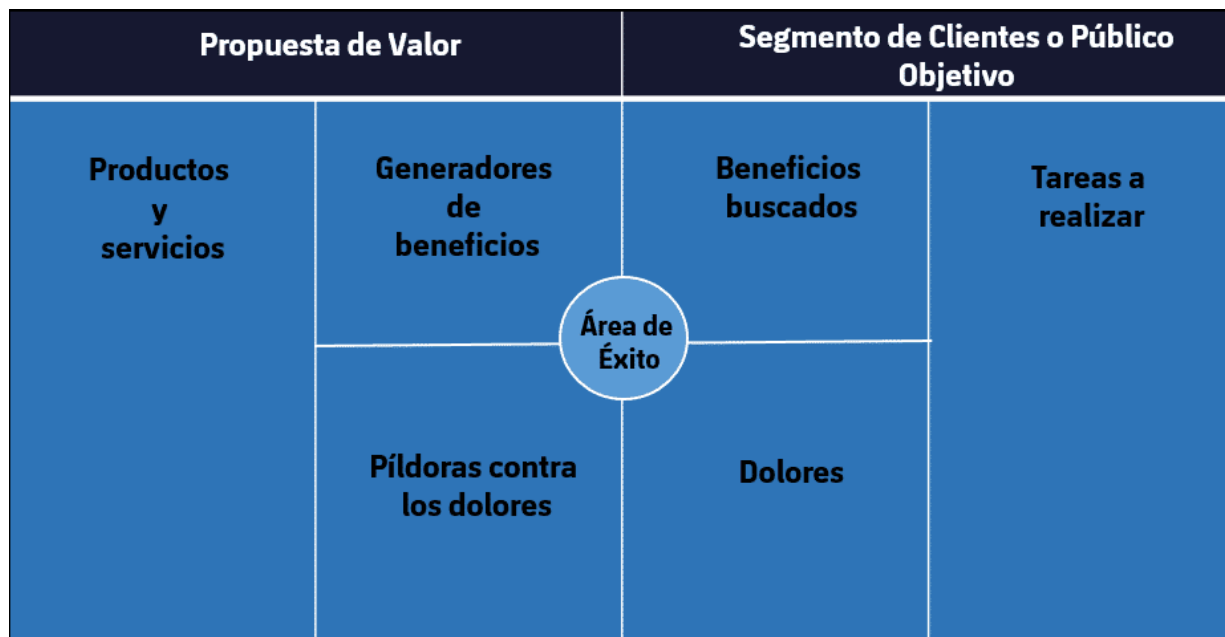 Propuesta de Valor
Segmento de Clientes o Público
Objetivo
Productos
y
servicios
Generadores
de
beneficios
Beneficios
buscados
Tareas a
realizar
Área de
Éxito
Píldoras contra
los dolores
Dolores